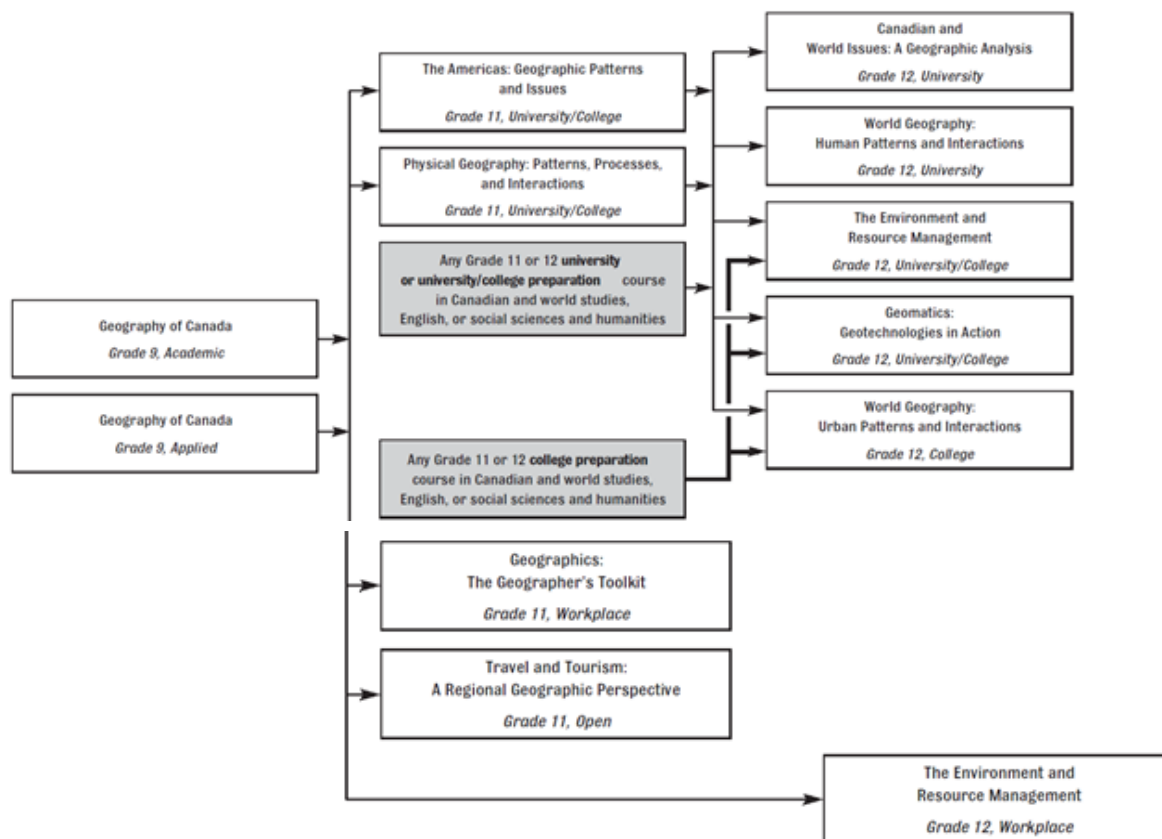 Geography of Canada
Grade 9, Academic
Geography of Canada
Grade 9, Applied
The Americas: Geographic Patterns
and Issues
Grade 11, University/College
Physical Geography: Patterns, Processes,
and Interactions
Grade 11, University/College
Any Grade 11 or 12 university
or university/college preparation course
in Canadian and world studies,
English, or social sciences and humanities
Any Grade 11 or 12 college preparation
course in Canadian and world studies,
English, or social sciences and humanities
Geographics:
The Geographer's Toolkit
Grade 11, Workplace
Travel and Tourism:
A Regional Geographic Perspective
Grade 11, Open
Canadian and
World Issues: A Geographic Analysis
Grade 12, University
World Geography:
Human Patterns and Interactions
Grade 12, University
The Environment and
Resource Management
Grade 12, University/College
Geomatics:
Geotechnologies in Action
Grade 12, University/College
World Geography:
Urban Patterns and Interactions
Grade 12, College
The Environment and
Resource Management
Grade 12, Workplace